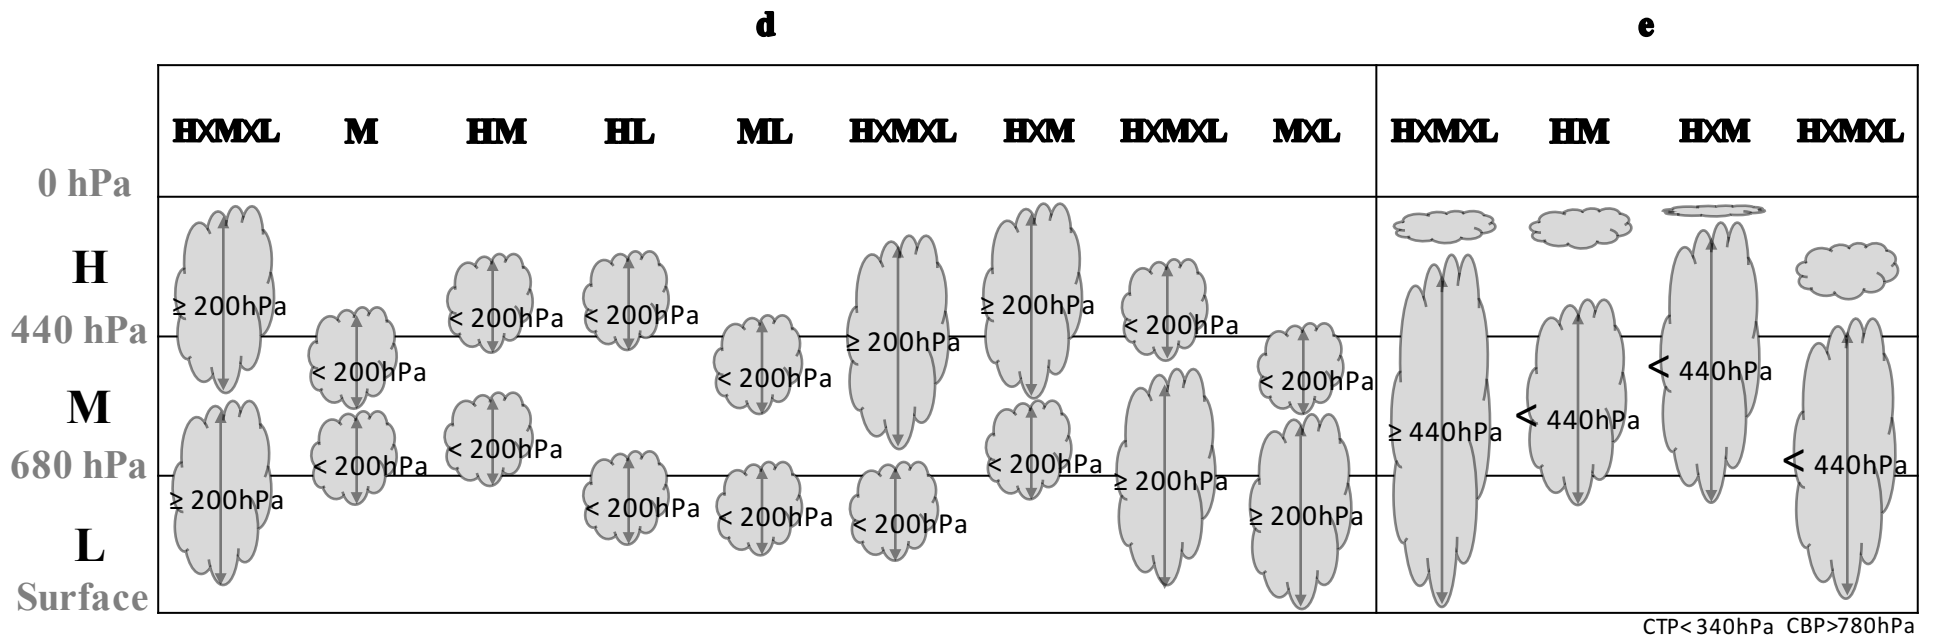 d e
HXMXL M HM HL ML HXMXL HXM HXMXL MXL HXMXL HM HXM HXMXL
0 hPa
H
≥ 200hPa < 200hPa < 200hPa ≥ 200hPa ≥ 200hPa < 200hPa
440 hPa
< 200hPa < 200hPa < 200hPa < 440hPa
M
≥ 440hPa < 440hPa
680 hPa
< 200hPa < 200hPa < 200hPa < 440hPa
≥ 200hPa < 200hPa < 200hPa < 200hPa ≥ 200hPa ≥ 200hPa
L
Surface
CTP< 340hPa CBP>780hPa